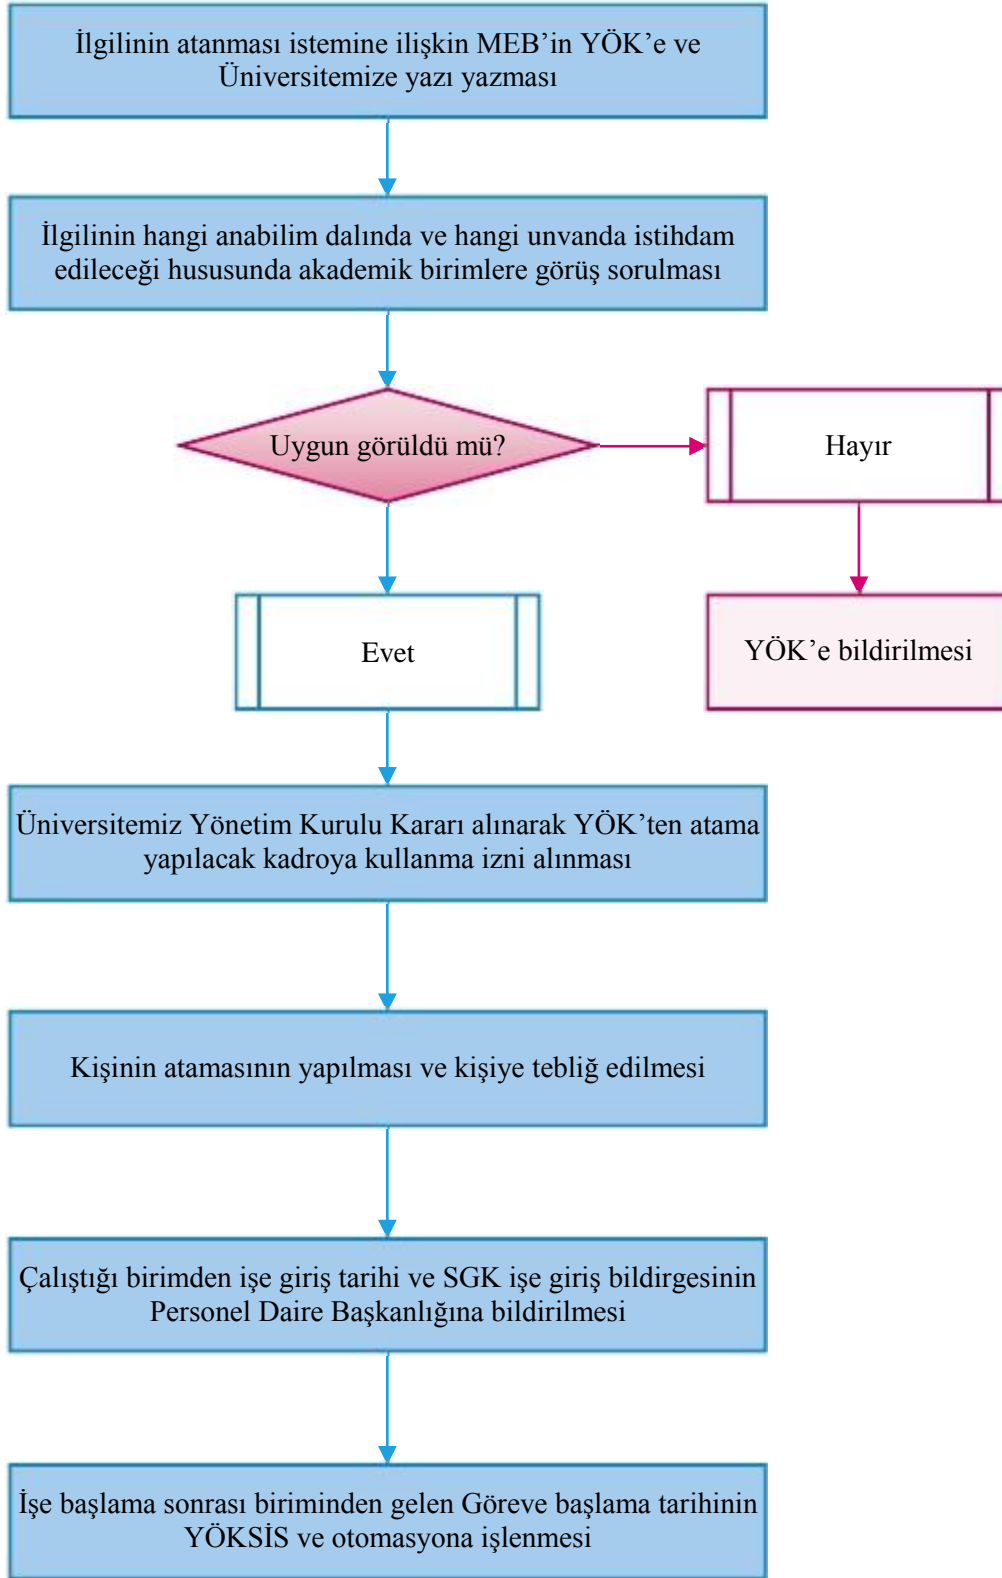 İlgilinin atanması istemine ilişkin MEB’in YÖK’e ve
Üniversitemize yazı yazması
İlgilinin hangi anabilim dalında ve hangi unvanda istihdam
edileceği hususunda akademik birimlere görüş sorulması
Uygun görüldü mü?
Hayır
Evet
YÖK’e bildirilmesi
Üniversitemiz Yönetim Kurulu Kararı alınarak YÖK’ten atama
yapılacak kadroya kullanma izni alınması
Kişinin atamasının yapılması ve kişiye tebliğ edilmesi
Çalıştığı birimden işe giriş tarihi ve SGK işe giriş bildirgesinin
Personel Daire Başkanlığına bildirilmesi
İşe başlama sonrası biriminden gelen Göreve başlama tarihinin
YÖKSİS ve otomasyona işlenmesi